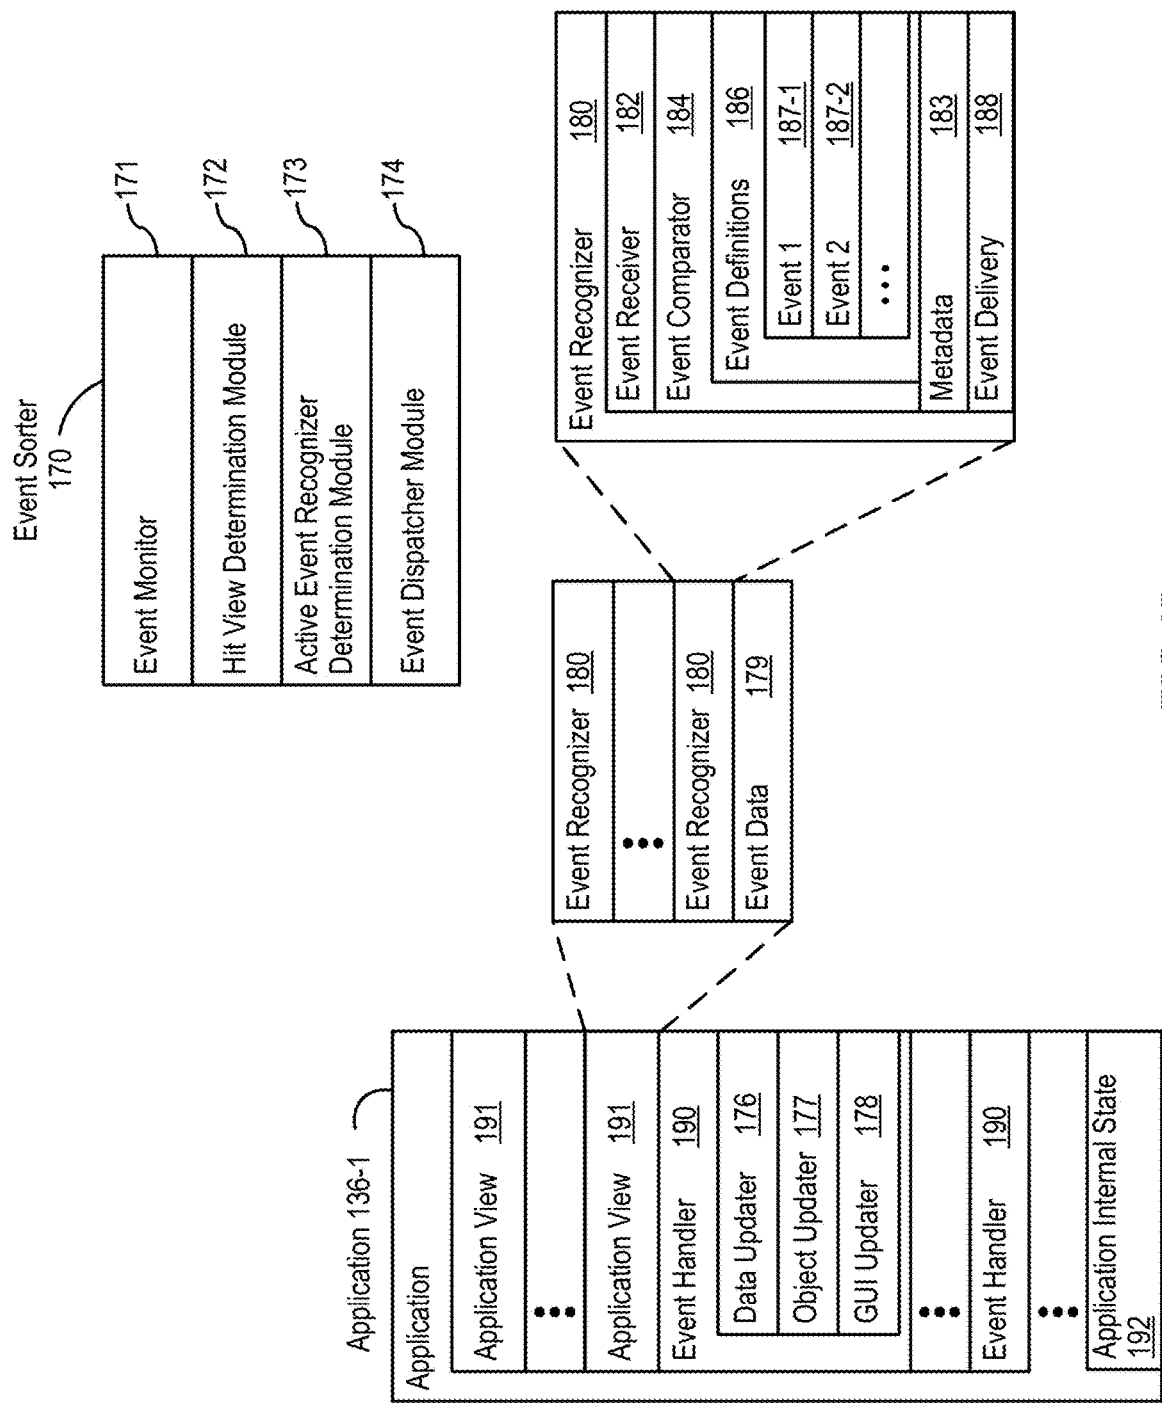 Event Sorter
170
Event Monitor
171
Hit View Determination Module
172
Active Event Recognizer
Determination Module
173
Event Dispatcher Module
174
Application 136-1
Application
Application View 191
Application View 191
Event Handler 190
Data Updater 176
Object Updater 177
GUI Updater 178
Event Handler 190
Application Internal State
192
Event Recognizer 180
Event Recognizer 180
Event Data 179
Event Recognizer 180
Event Receiver 182
Event Comparator 184
Event Definitions 186
Event 1 187-1
Event 2 187-2
Metadata 183
Event Delivery 188